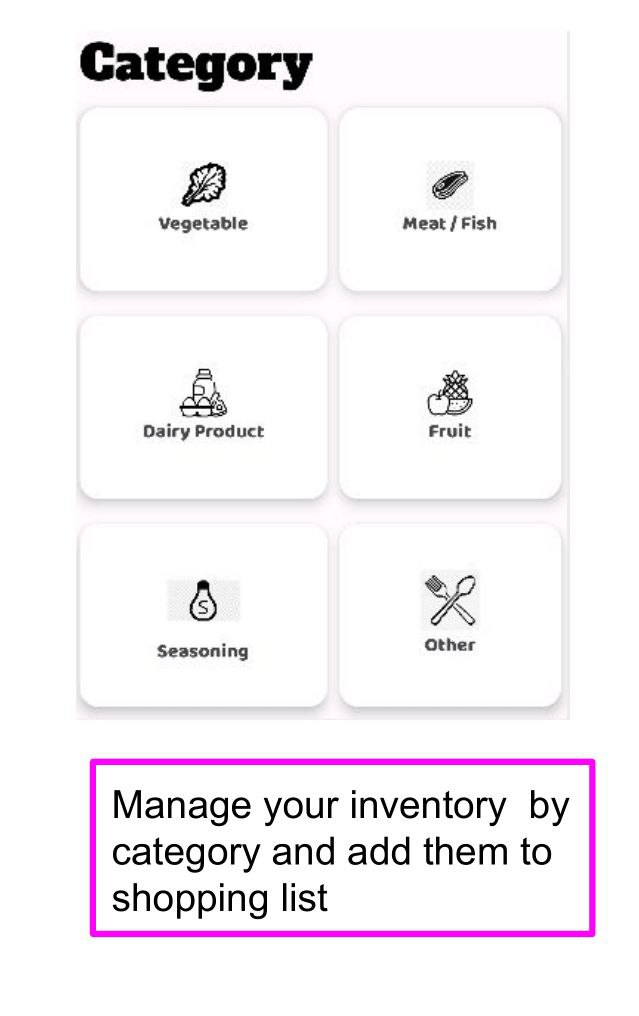 Category
Vegetable
Meat / Fish
Dairy Product
Fruit
S
Seasoning
Other
Manage your inventory  by
category and add them to
shopping list